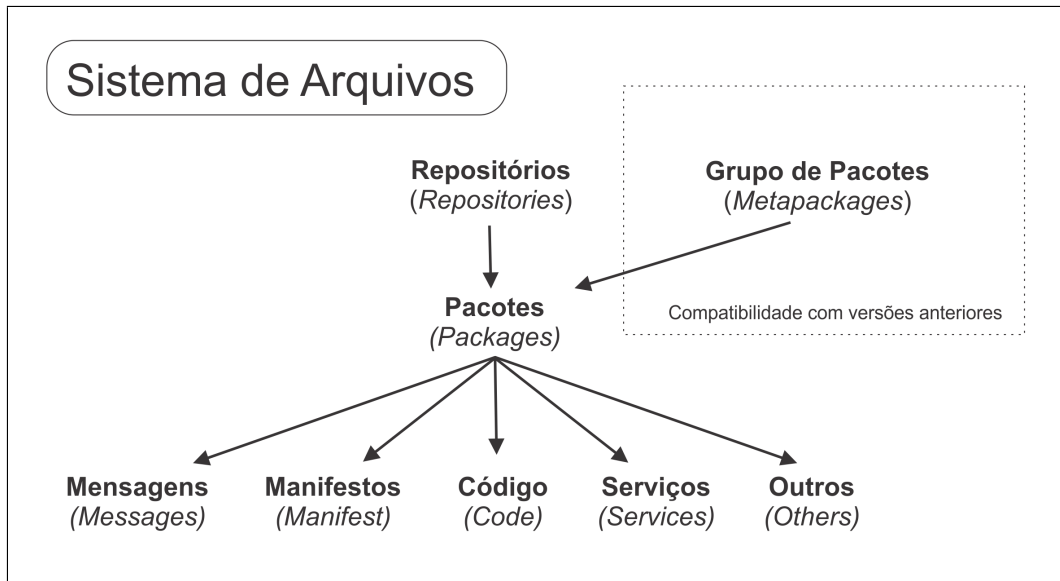 Sistema de Arquivos
Repositórios
(Repositories)
Grupo de Pacotes
(Metapackages)
Pacotes
(Packages)
Compatibilidade com versões anteriores
Mensagens
(Messages)
Manifestos
(Manifest)
Código
(Code)
Serviços
(Services)
Outros
(Others)